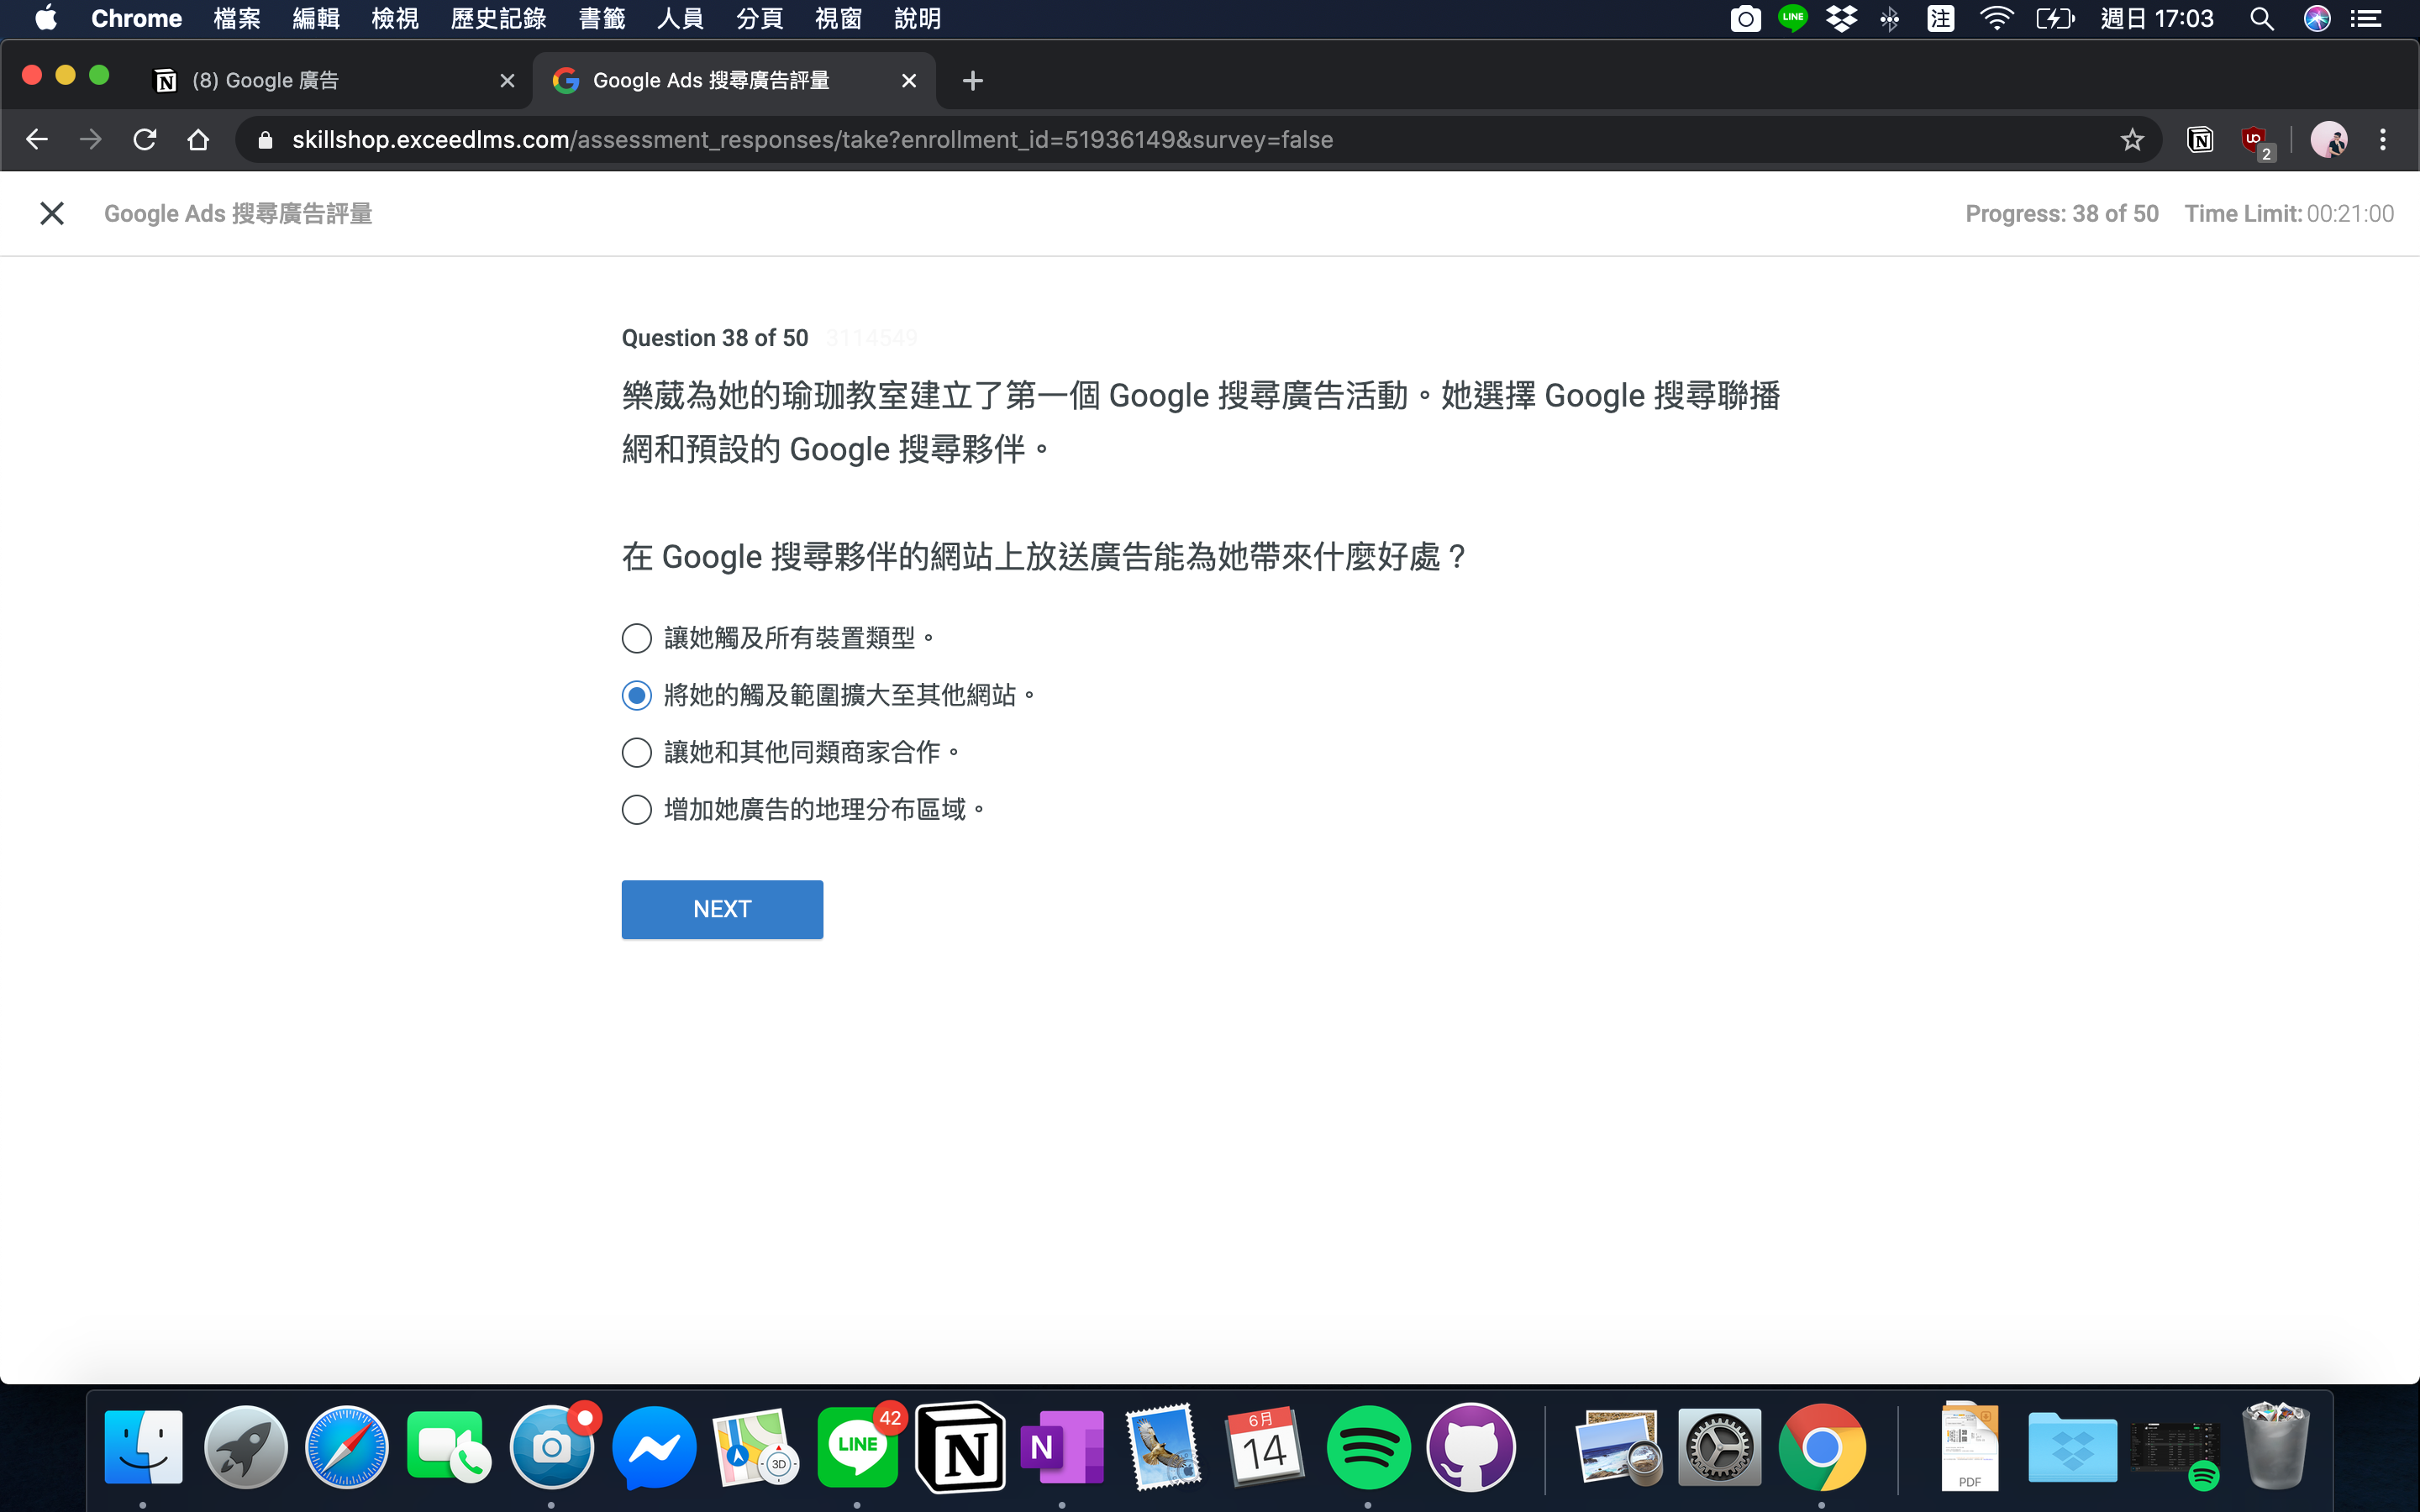 Chrome 檔案 編輯 檢視 歷史記錄 書籤 人員 分頁 視窗 說明 LINE 注 週日 17:03
(8) Google 廣告
Google Ads 搜尋廣告評量
skillshop.exceedlms.com/assessment_responses/take?enrollment_id=51936149&survey=false
2
Google Ads 搜尋廣告評量
Progress: 38 of 50 Time Limit: 00:21:00
Question 38 of 50 3114549
樂葳為她的瑜珈教室建立了第一個 Google 搜尋廣告活動。她選擇 Google 搜尋聯播
網和預設的 Google 搜尋夥伴。
在 Google 搜尋夥伴的網站上放送廣告能為她帶來什麼好處？
讓她觸及所有裝置類型。
將她的觸及範圍擴大至其他網站。
讓她和其他同類商家合作。
增加她廣告的地理分布區域。
NEXT
3D
LINE
42
N
N
6月
14
PDF